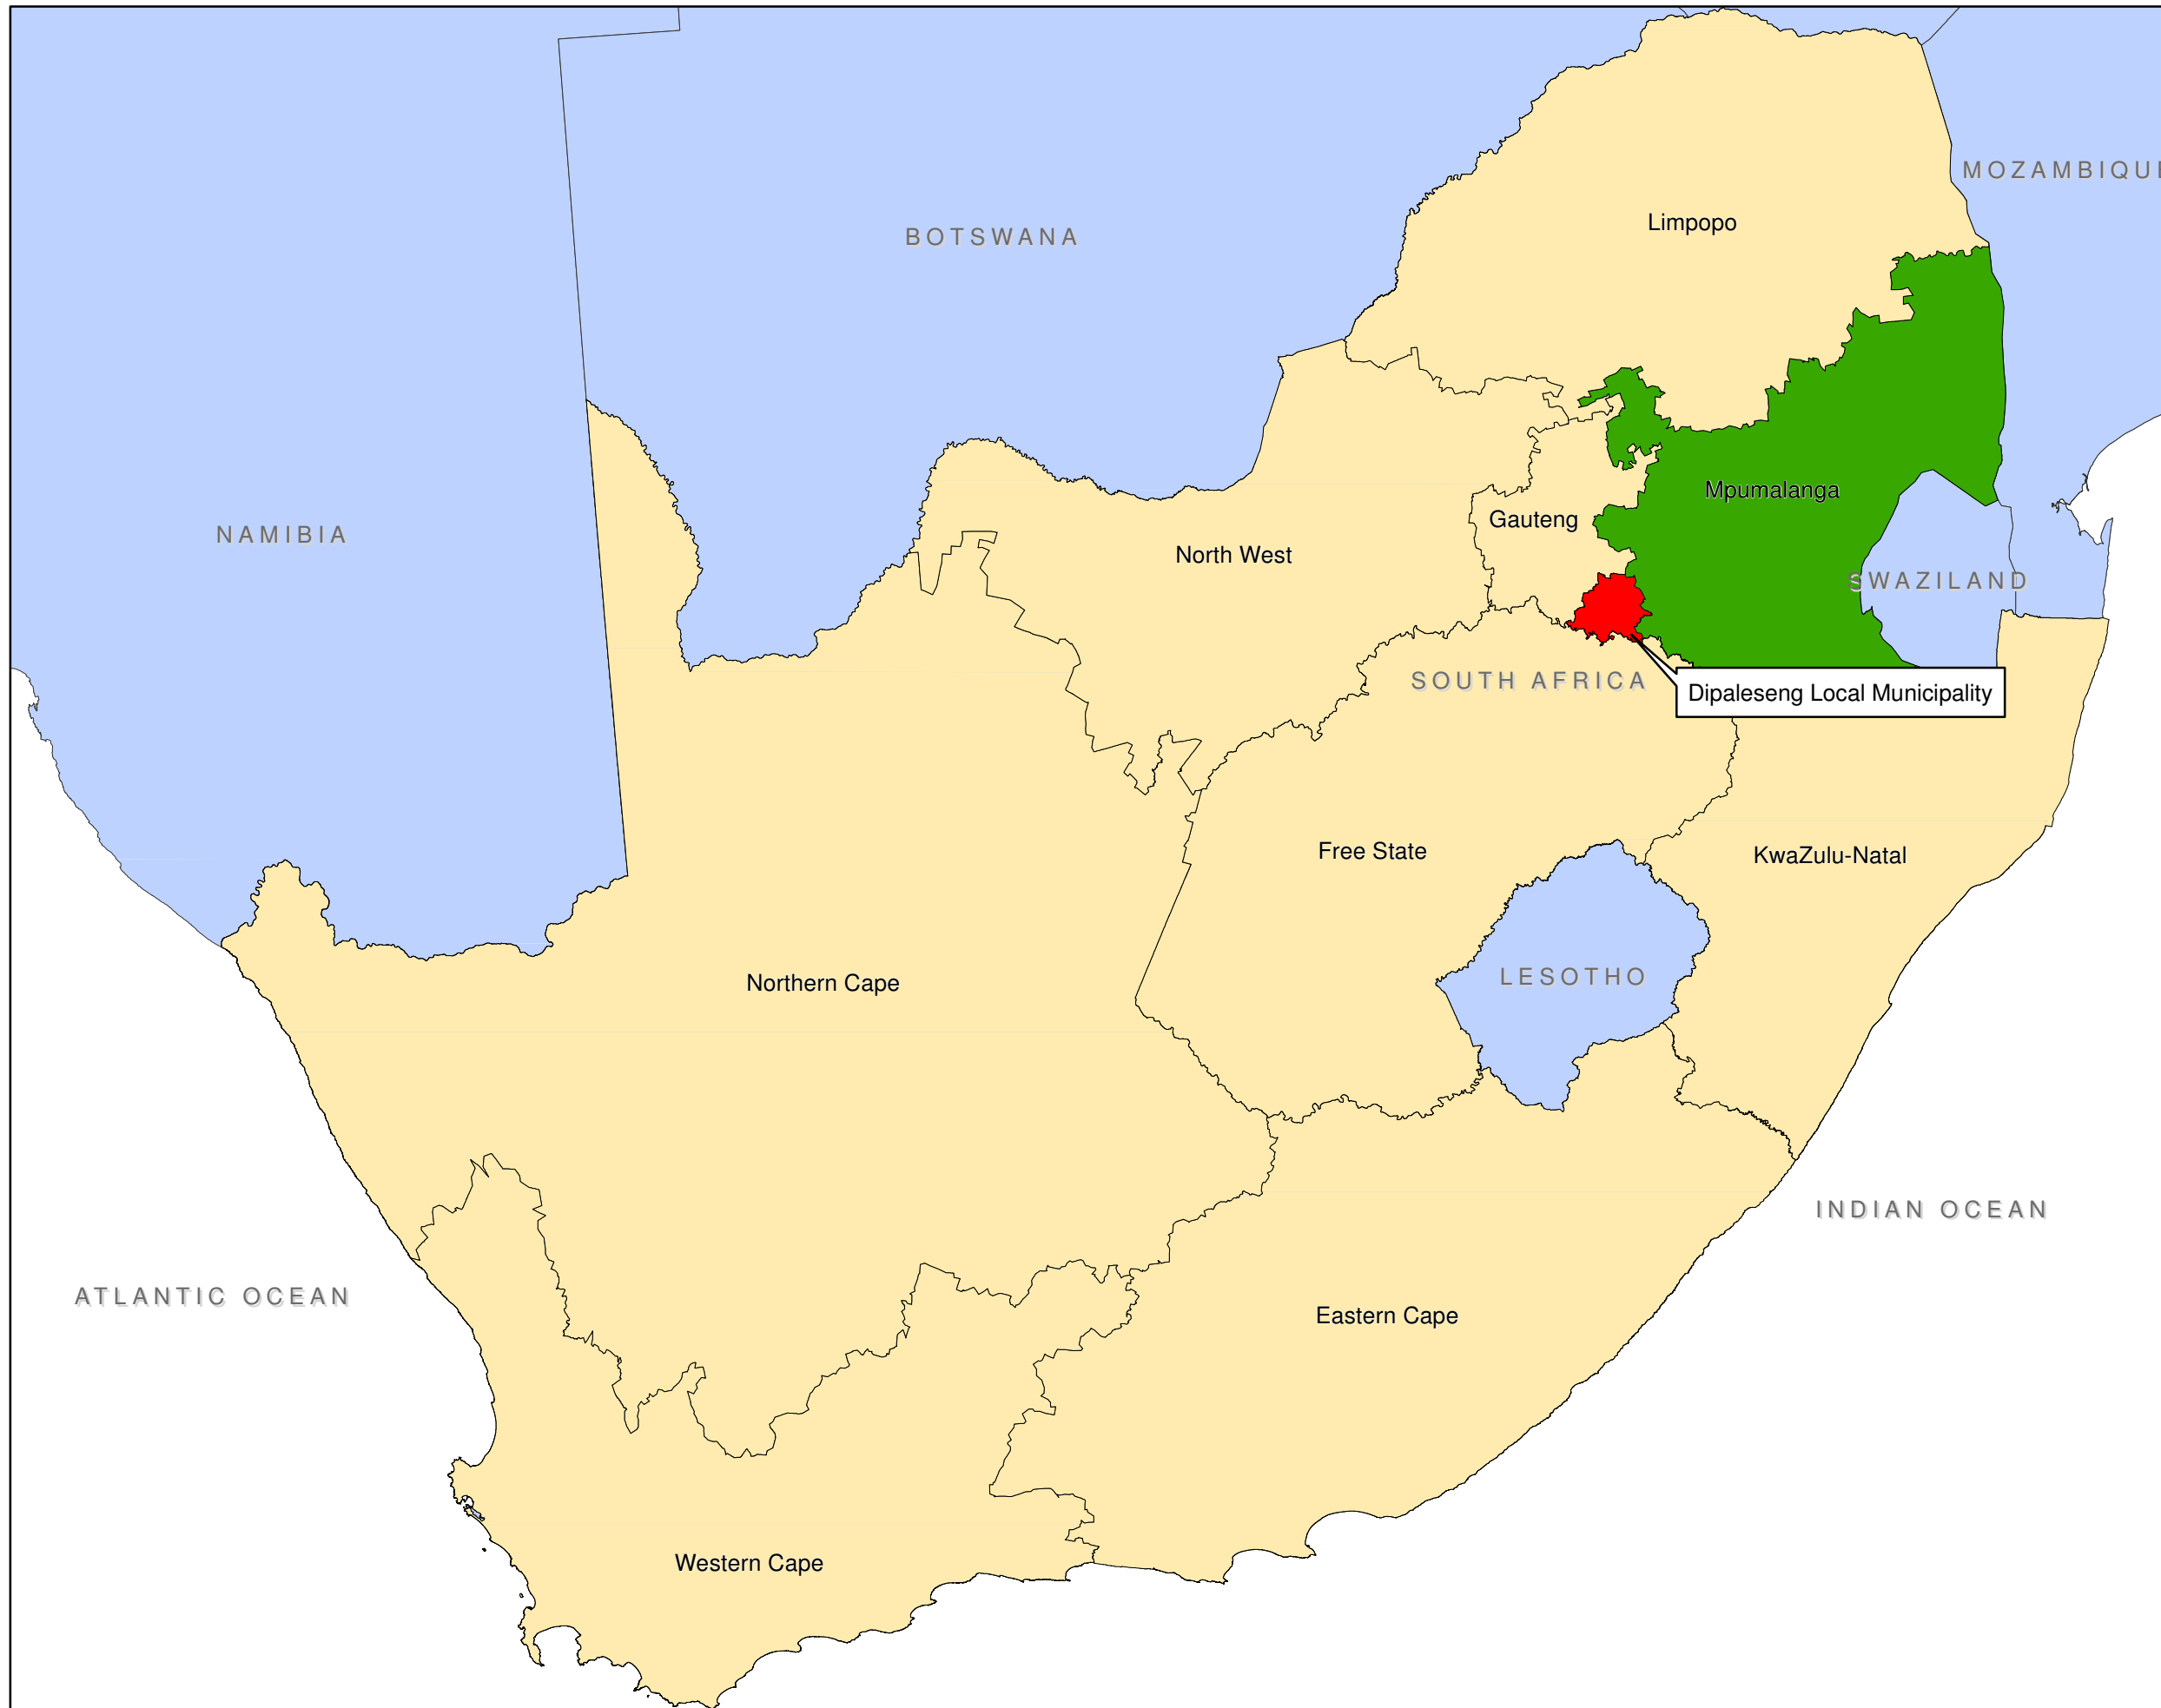 MOZAMBIQUE
Limpopo
BOTSWANA
Mpumalanga
Gauteng
NAMIBIA
North West
SWAZILAND
SOUTH AFRICA
Dipaleseng Local Municipality
Free State
KwaZulu-Natal
LESOTHO
Northern Cape
INDIAN OCEAN
ATLANTIC OCEAN
Eastern Cape
Western Cape